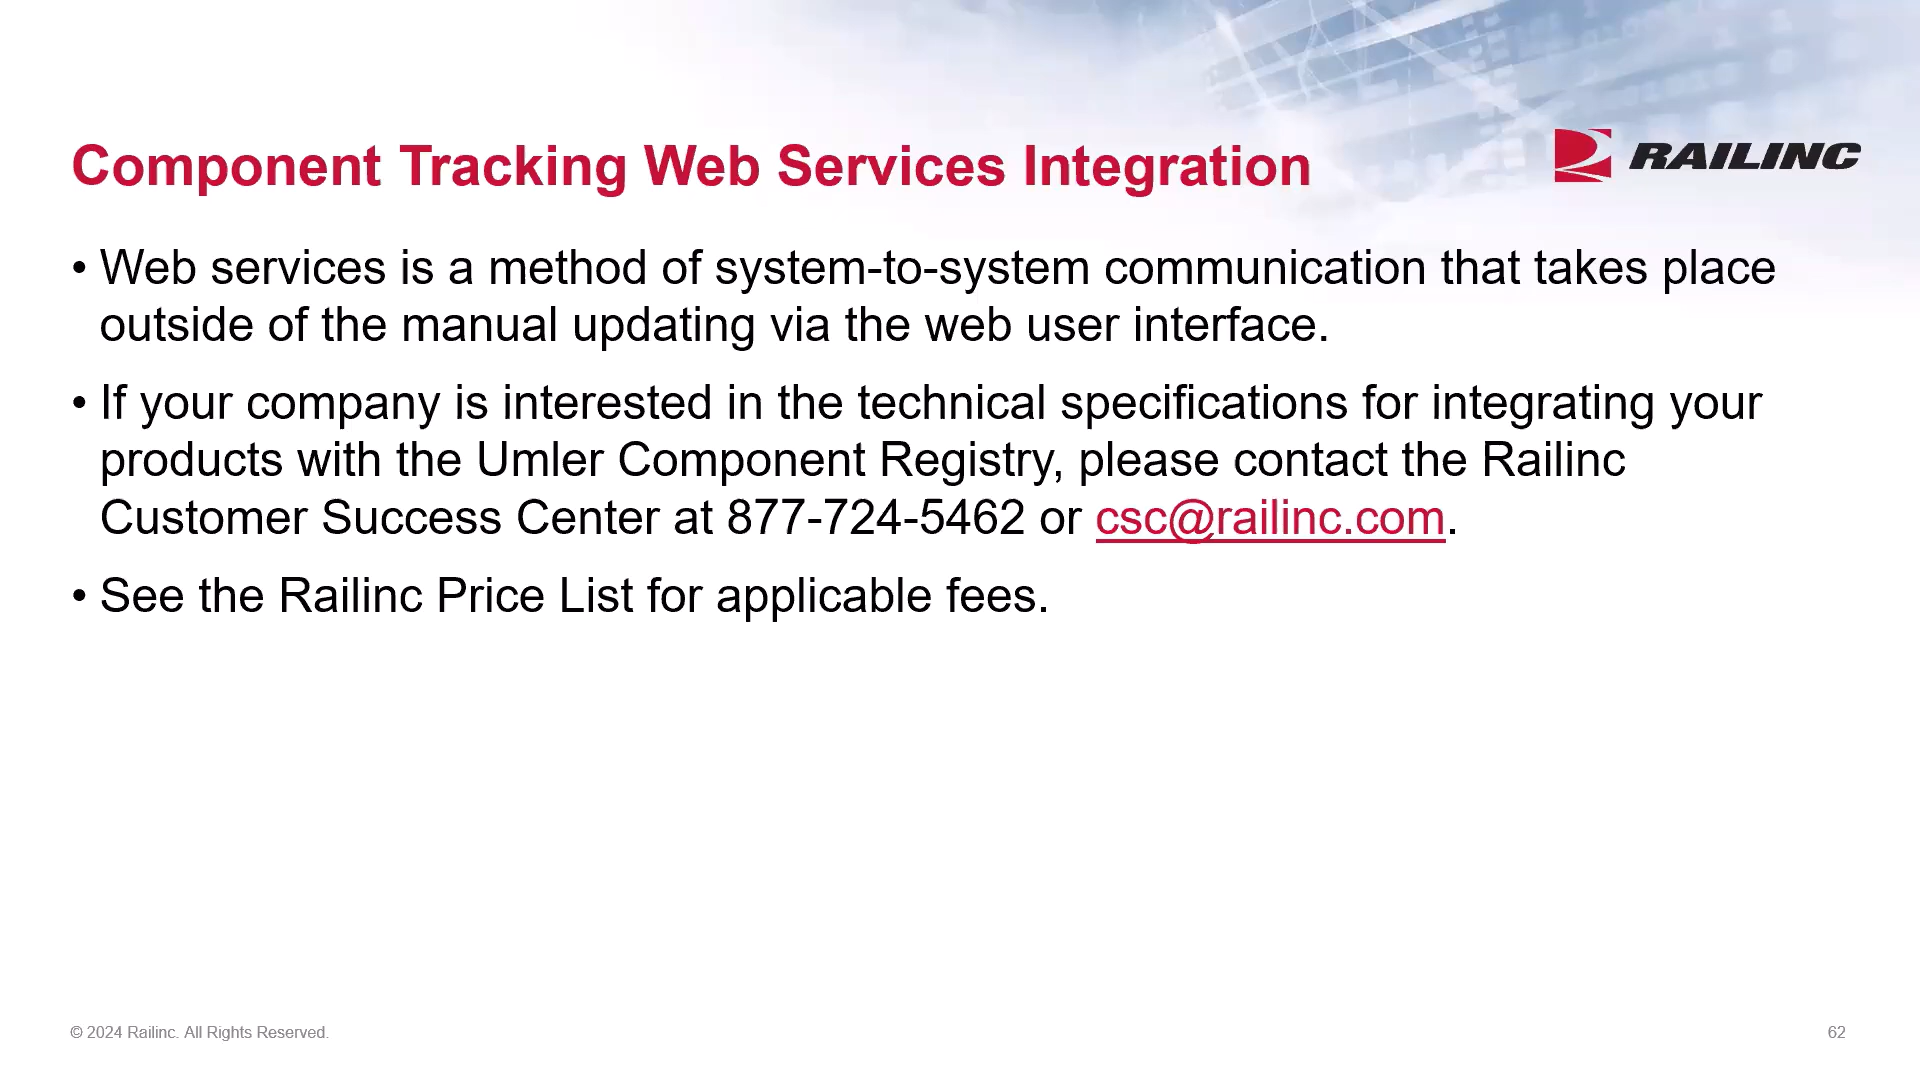 Component Tracking Web Services Integration
RAILINC
• Web services is a method of system-to-system communication that takes place
outside of the manual updating via the web user interface.
• If your company is interested in the technical specifications for integrating your
products with the Umler Component Registry, please contact the Railinc
Customer Success Center at 877-724-5462 or csc@railinc.com.
• See the Railinc Price List for applicable fees.
© 2024 Railinc. All Rights Reserved.
62